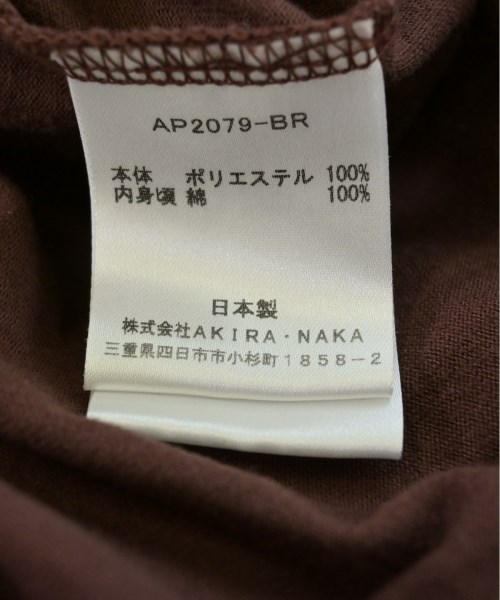 AP2079-BR
本体 ポリエステル 100%
内身頃 綿 100%
日本製
株式会社AKIRA・NAKA
三重県四日市市小杉町1858-2